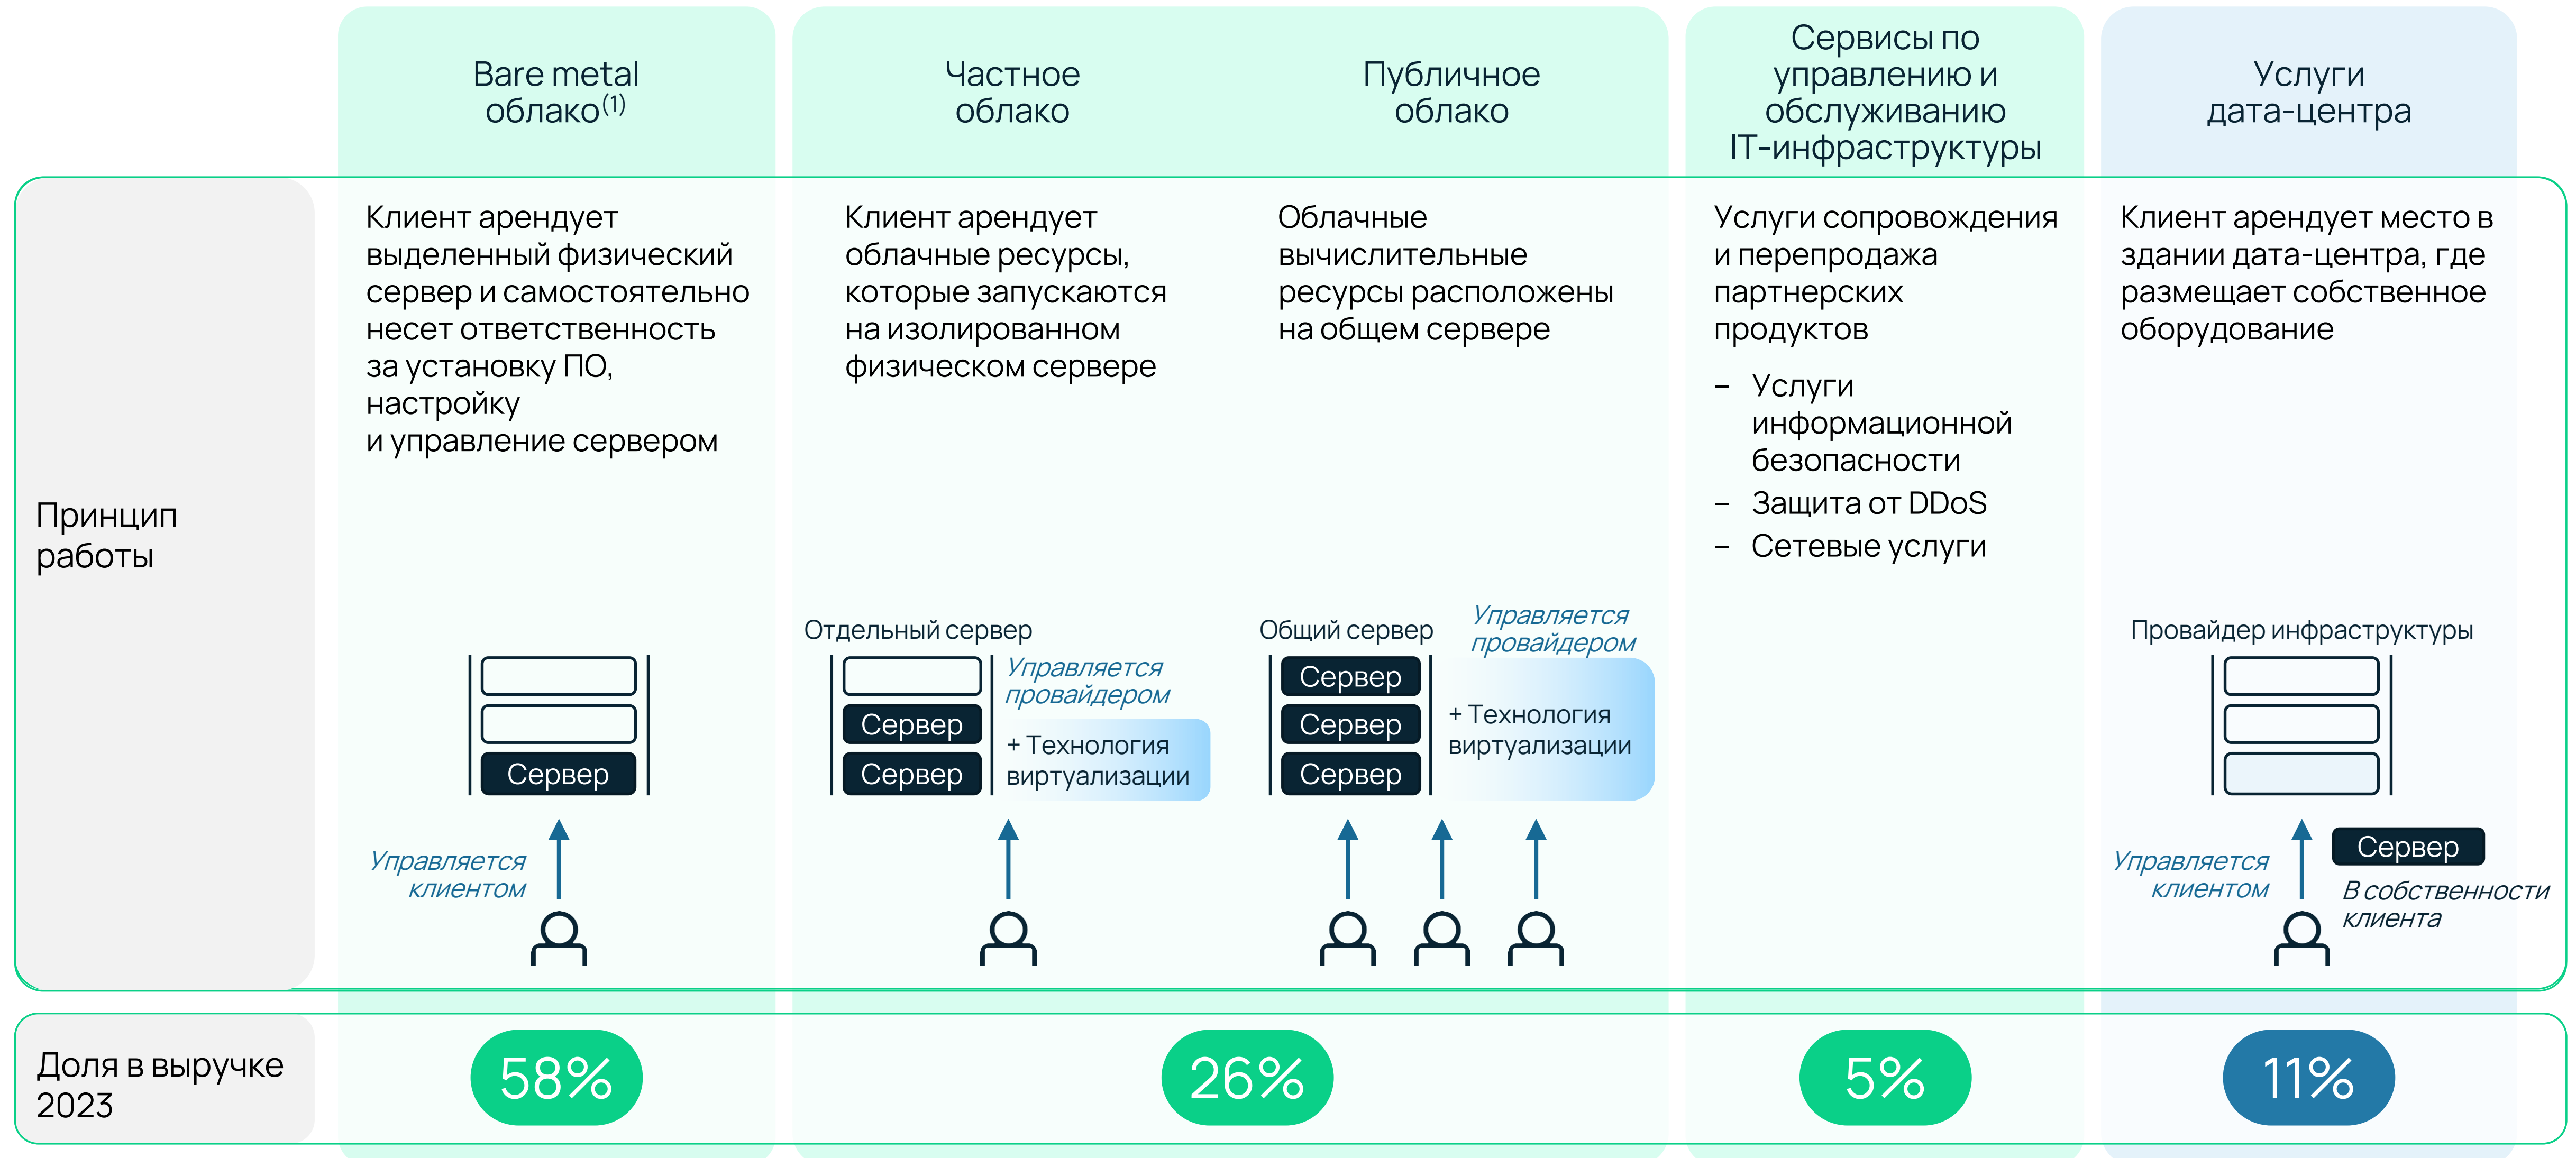 Bare metal
облако(1)
Частное
облако
Публичное
облако
Сервисы по
управлению и
обслуживанию
IT-инфраструктуры
Услуги
дата-центра
Принцип
работы
Клиент арендует
выделенный физический
сервер и самостоятельно
несет ответственность
за установку ПО,
настройку
и управление сервером
Сервер
Управляется
клиентом
Клиент арендует
облачные ресурсы,
которые запускаются
на изолированном
физическом сервере
Отдельный сервер
Сервер
Сервер
Управляется
провайдером
+ Технология
виртуализации
Облачные
вычислительные
ресурсы расположены
на общем сервере
Общий сервер
Сервер
Сервер
Сервер
Управляется
провайдером
+ Технология
виртуализации
Услуги сопровождения
и перепродажа
партнерских
продуктов
– Услуги
информационной
безопасности
– Защита от DDoS
– Сетевые услуги
Клиент арендует место в
здании дата-центра, где
размещает собственное
оборудование
Провайдер инфраструктуры
Управляется
клиентом
Сервер
В собственности
клиента
Доля в выручке
2023
58%
26%
5%
11%